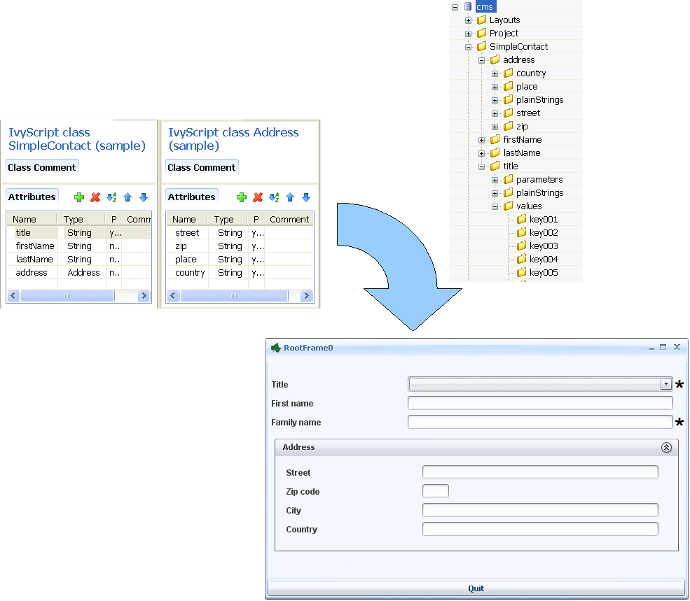 cms
Layouts
Project
SimpleContact
address
country
place
plainStrings
street
zip
firstName
lastName
title
parameters
plainStrings
values
key001
key002
key003
key004
key005
IvyScript class
SimpleContact (sample)
Class Comment
Attributes
Name Type P Comm
title String y...
firstName String n...
lastName String n...
address Address n...
IvyScript class Address
(sample)
Class Comment
Attributes
Name Type P Comment
street String y...
zip String y...
place String y...
country String y...
RootFrame0
Title *
First name
Family name *
Address
Street
Zip code
City
Country
Quit